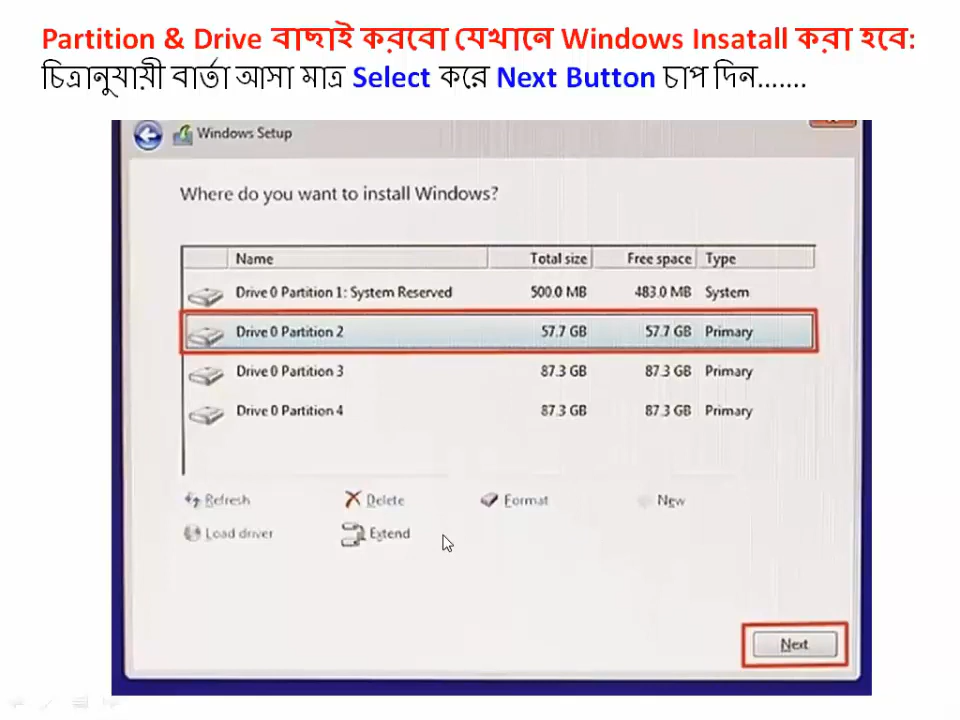 Partition & Drive বাছাই করবো যেখানে Windows Insatall করা হবে:
চিত্রানুযায়ী বার্তা আসা মাত্র Select করে Next Button চাপ দিন.......
Windows Setup
Where do you want to install Windows?
Name Total size Free space Type
Drive 0 Partition 1: System Reserved 500.0 MB 483.0 MB System
Drive 0 Partition 2 57.7 GB 57.7 GB Primary
Drive 0 Partition 3 87.3 GB 87.3 GB Primary
Drive 0 Partition 4 87.3 GB 87.3 GB Primary
Refresh Delete Format New
Load driver Extend
Next